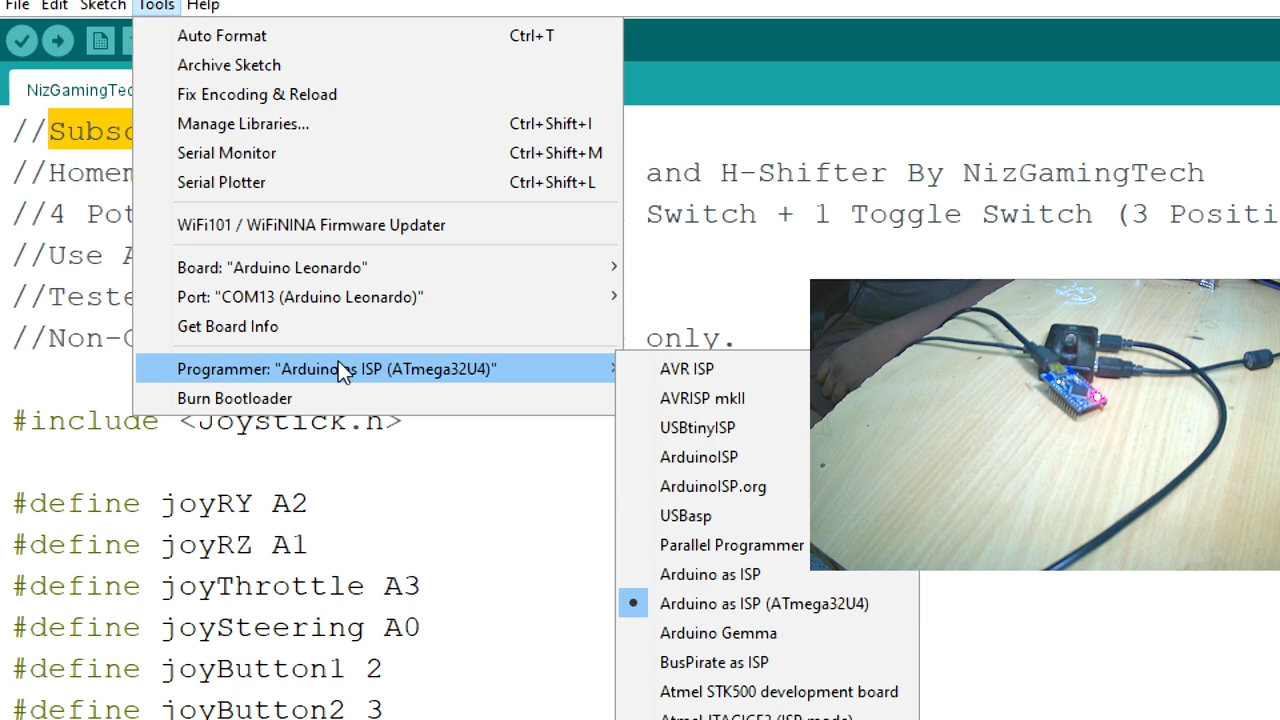 File Edit Sketch Tools Help
Auto Format Ctrl+T
Archive Sketch
Fix Encoding & Reload
Manage Libraries... Ctrl+Shift+I
Serial Monitor Ctrl+Shift+M
Serial Plotter Ctrl+Shift+L
WiFi101 / WiFiNINA Firmware Updater
Board: "Arduino Leonardo"
Port: "COM13 (Arduino Leonardo)"
Get Board Info
Programmer: "Arduino as ISP (ATmega32U4)"
Burn Bootloader
AVR ISP
AVRISP mkII
USBtinyISP
ArduinoISP
ArduinoISP.org
USBasp
Parallel Programmer
Arduino as ISP
Arduino as ISP (ATmega32U4)
Arduino Gemma
BusPirate as ISP
Atmel STK500 development board
Atmel JTAGICE3 (ISP mode)
NizGamingTec
//Subsc
//Homem and H-Shifter By NizGamingTech
//4 Pot Switch + 1 Toggle Switch (3 Positi
//Use A
//Teste
//Non-C only.
#include <Joystick.h>
#define joyRY A2
#define joyRZ A1
#define joyThrottle A3
#define joySteering A0
#define joyButton1 2
#define joyButton2 3